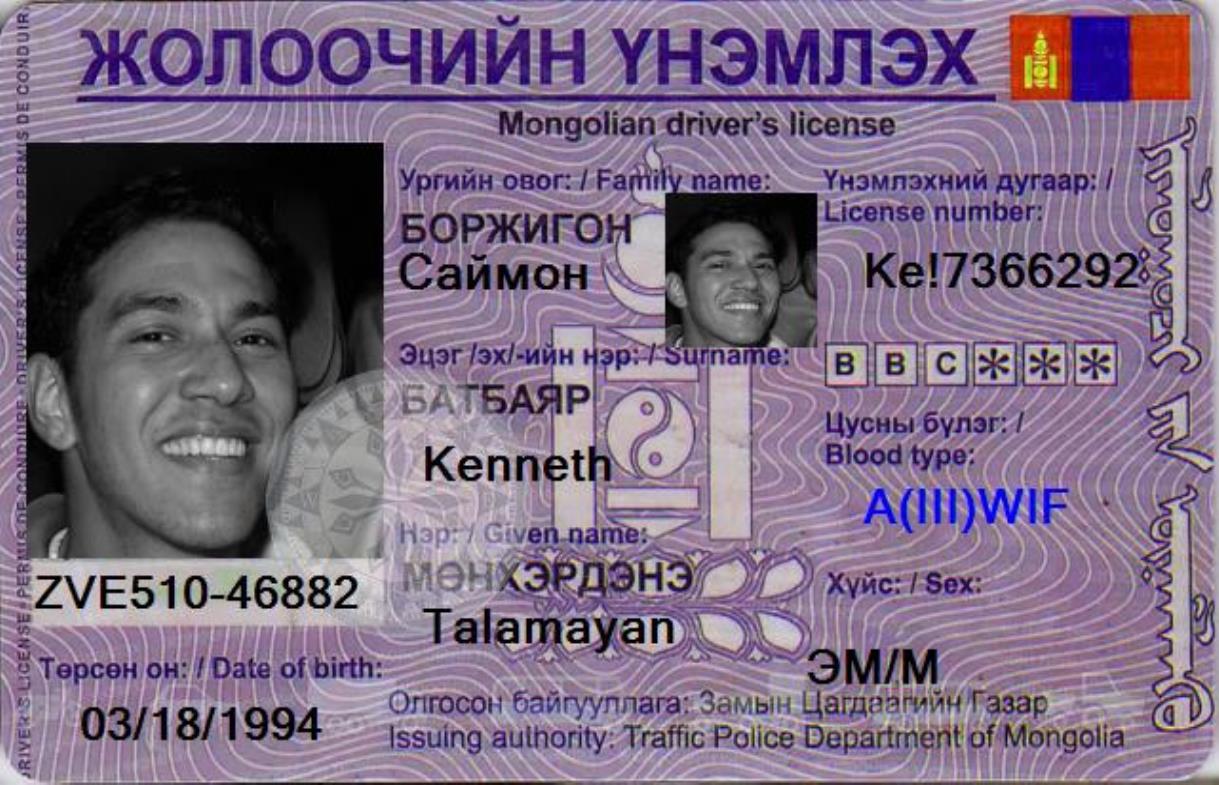 ЖОЛООЧИЙН ҮНЭМЛЭХ
Mongolian driver's license
Ургийн овог: / Family name:
БОРЖИГОН
Саймон
Үнэмлэхний дугаар: /
License number:
Ke!7366292
Эцэг /эх/-ийн нэр: / Surname:
БАТБАЯР
Kenneth
B B C * * *
Цусны бүлэг: /
Blood type:
A(III)WIF
Нэр: / Given name:
МӨНХЭРДЭНЭ
Talamayan
Хүйс: / Sex:
ЭМ/М
ZVE510-46882
Төрсөн он: / Date of birth:
03/18/1994
Олгосон байгууллага: Замын Цагдаагийн Газар
Issuing authority: Traffic Police Department of Mongolia
DRIVER'S LICENSE PERMIS DE CONDUIRE DRIVER'S LICENSE PERMIS DE CONDUIR